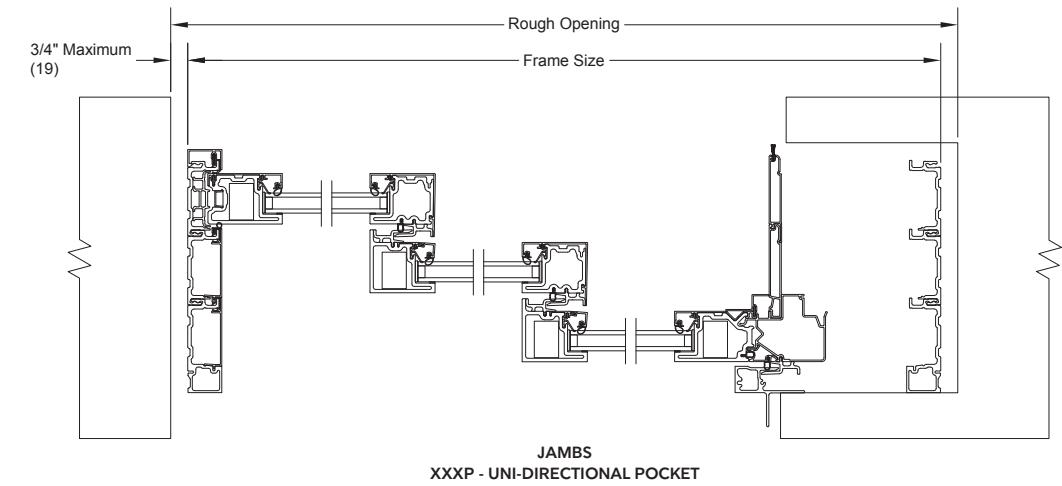 Rough Opening
3/4" Maximum
(19)
Frame Size
JAMBS
XXXP - UNI-DIRECTIONAL POCKET